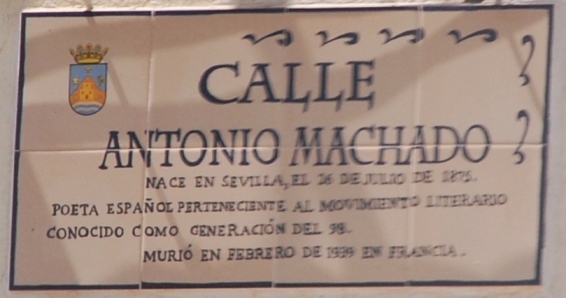 CALLE
ANTONIO MACHADO
NACE EN SEVILLA, EL 26 DE JULIO DE 1875.
POETA ESPAÑOL PERTENECIENTE AL MOVIMIENTO LITERARIO
CONOCIDO COMO GENERACIÓN DEL 98.
MURIÓ EN FEBRERO DE 1939 EN FRANCIA.